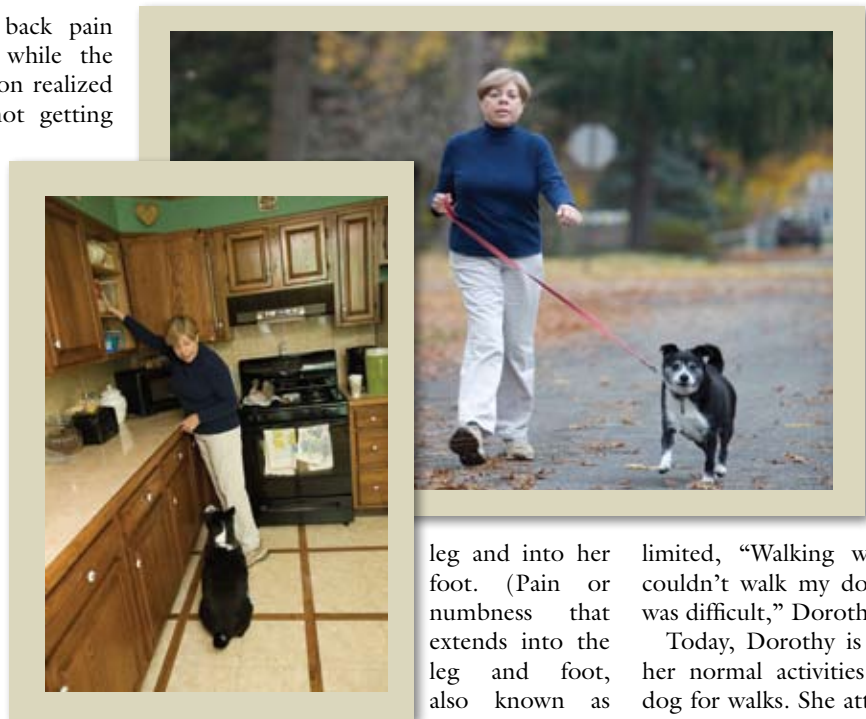 back pain
while the
on realized
not getting
leg and into her
foot. (Pain or
numbness that
extends into the
leg and foot,
also known as
limited, “Walking w
couldn’t walk my do
was difficult,” Doroth
Today, Dorothy is
her normal activities
dog for walks. She att